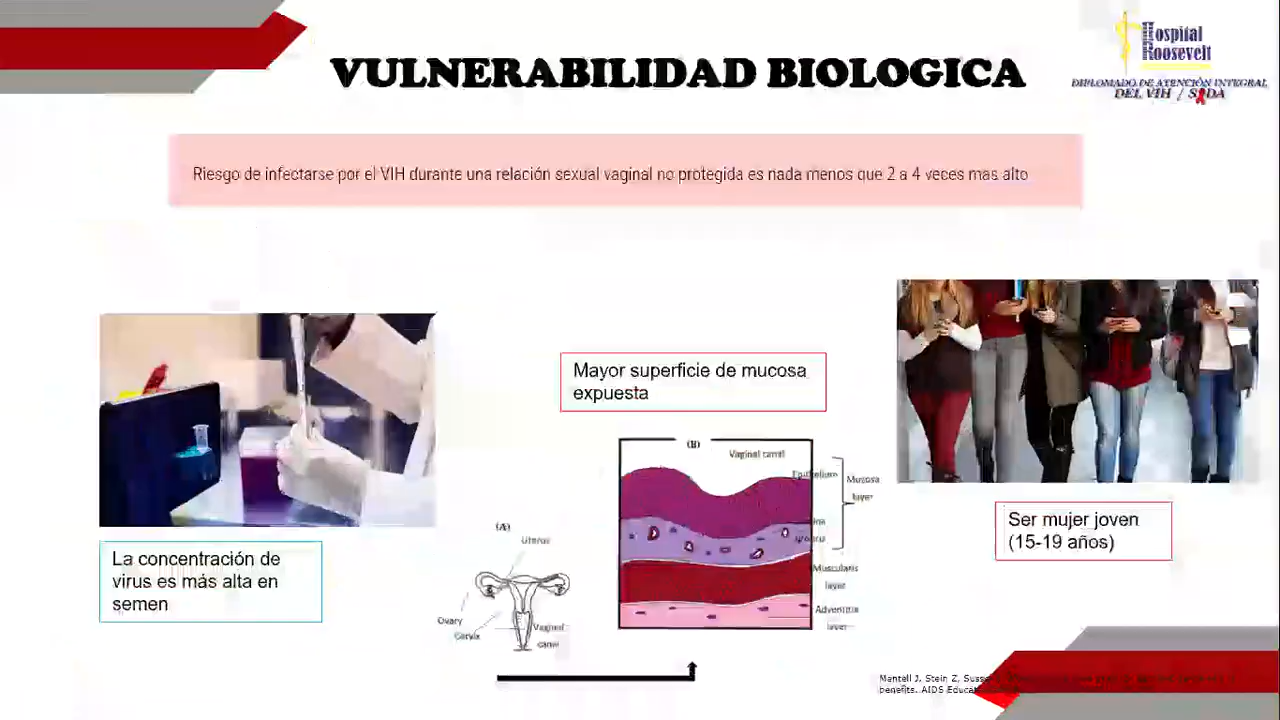 Hospital
Roosevelt
DIPLOMADO DE ATENCIÓN INTEGRAL
DEL VIH / SIDA
VULNERABILIDAD BIOLOGICA
Riesgo de infectarse por el VIH durante una relación sexual vaginal no protegida es nada menos que 2 a 4 veces mas alto
La concentración de
virus es más alta en
semen
Mayor superficie de mucosa
expuesta
(B)
Vaginal canal
Epithelium
Mucosa
layer
Muscularis
layer
Adventitia
layer
(A)
Uterus
Ovary
Cervix
Vaginal
canal
Ser mujer joven
(15-19 años)
Mantell J, Stein Z, Susser
benefits. AIDS Educat